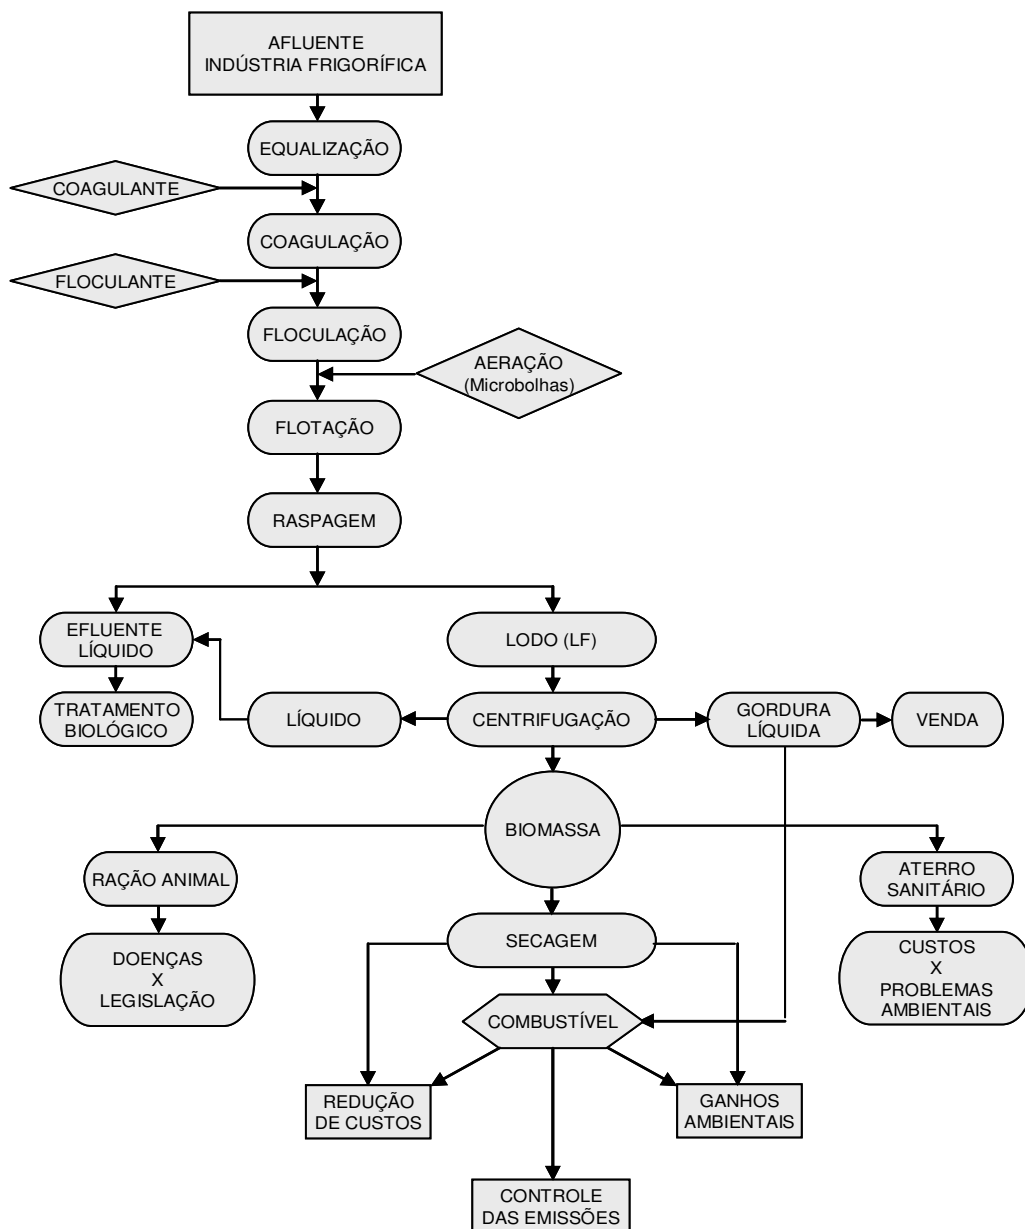 AFLUENTE
INDÚSTRIA FRIGORÍFICA
EQUALIZAÇÃO
COAGULANTE
COAGULAÇÃO
FLOCULANTE
FLOCULAÇÃO
AERAÇÃO
(Microbolhas)
FLOTAÇÃO
RASPAGEM
EFLUENTE
LÍQUIDO
LODO (LF)
TRATAMENTO
BIOLÓGICO
LÍQUIDO
CENTRIFUGAÇÃO
GORDURA
LÍQUIDA
VENDA
BIOMASSA
RAÇÃO ANIMAL
ATERRO
SANITÁRIO
DOENÇAS
X
LEGISLAÇÃO
SECAGEM
CUSTOS
X
PROBLEMAS
AMBIENTAIS
COMBUSTÍVEL
REDUÇÃO
DE CUSTOS
GANHOS
AMBIENTAIS
CONTROLE
DAS EMISSÕES